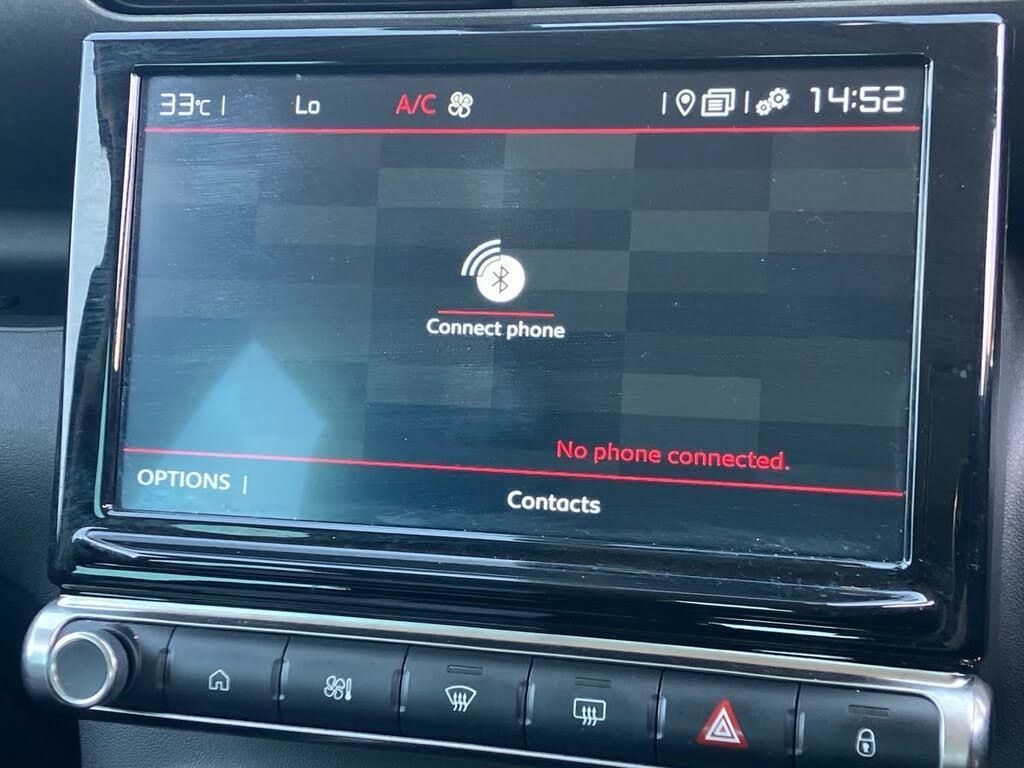 33°C | Lo A/C | | 14:52
Connect phone
No phone connected.
OPTIONS |
Contacts